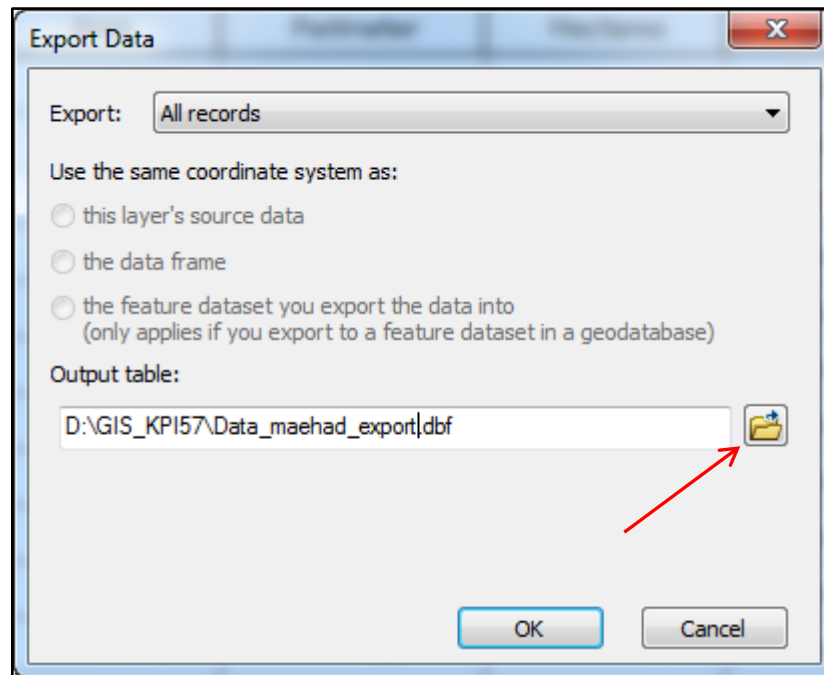 Export Data
Perimeter Hectares
Export: All records
Use the same coordinate system as:
this layer's source data
the data frame
the feature dataset you export the data into
(only applies if you export to a feature dataset in a geodatabase)
Output table:
D:\GIS_KPI57\Data_maehad_export.dbf
OK Cancel